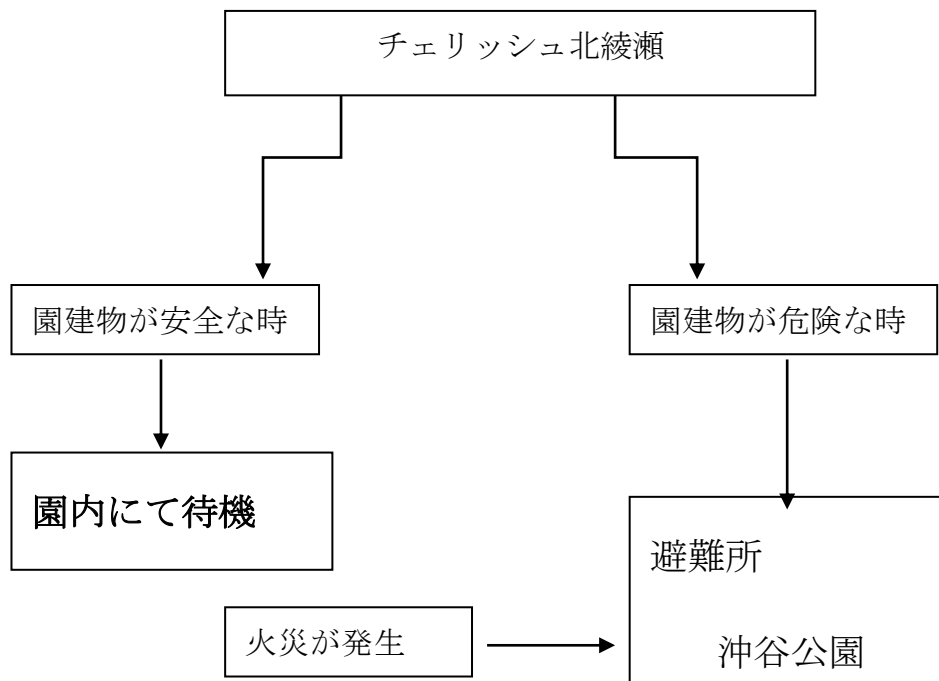 チェリッシュ北綾瀬
園建物が安全な時
園建物が危険な時
園内にて待機
避難所
火災が発生
沖谷公園